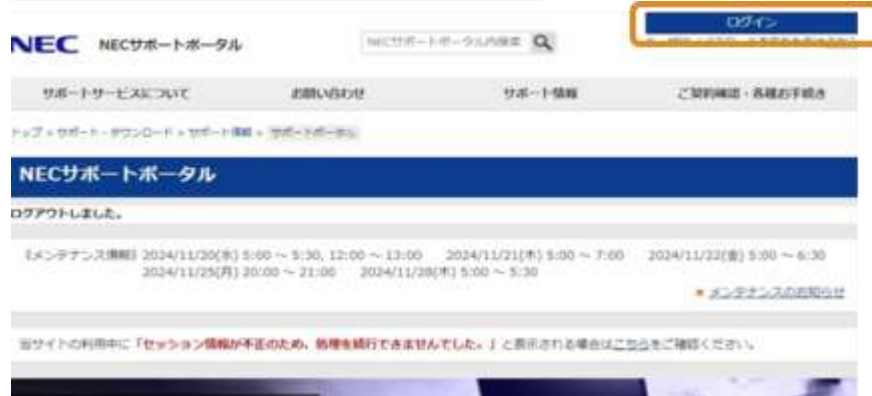 ログイン
NEC NECサポートポータル
NECサポートポータル内検索
サポートサービスについて お問い合わせ サポート情報 ご契約確認・各種お手続き
トップ > サポート・ダウンロード > サポート情報 > サポートポータル
NECサポートポータル
ログアウトしました。
【メンテナンス情報】 2024/11/20(水) 5:00 ～ 5:30, 12:00 ～ 13:00 2024/11/21(木) 5:00 ～ 7:00 2024/11/22(金) 5:00 ～ 6:30
2024/11/25(月) 20:00 ～ 21:00 2024/11/28(木) 5:00 ～ 5:30
メンテナンスのお知らせ
当サイトの利用中に「セッション情報が不正のため、処理を続行できませんでした。」と表示される場合はこちらをご確認ください。